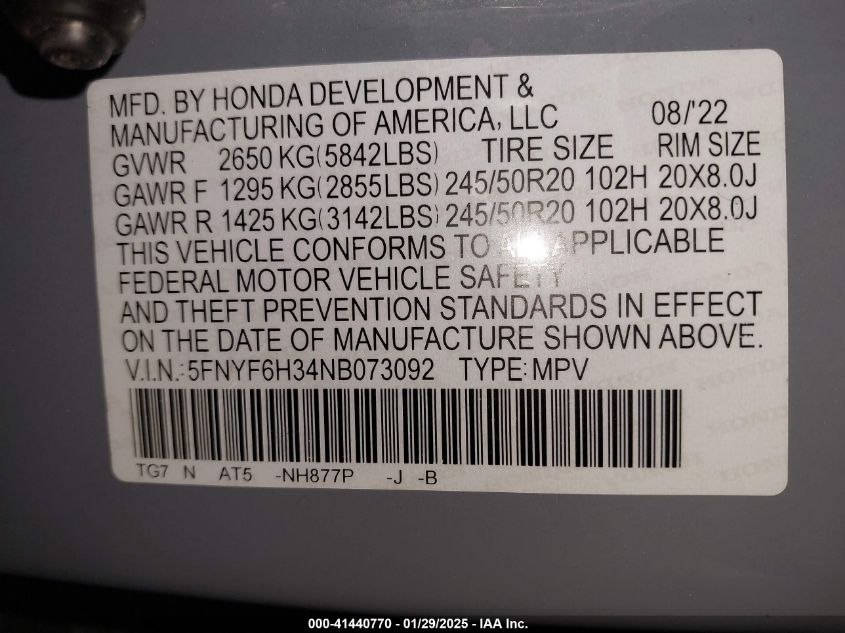 MFD. BY HONDA DEVELOPMENT &
MANUFACTURING OF AMERICA, LLC 08/'22
GVWR 2650 KG(5842LBS) TIRE SIZE RIM SIZE
GAWR F 1295 KG(2855LBS) 245/50R20 102H 20X8.0J
GAWR R 1425 KG(3142LBS) 245/50R20 102H 20X8.0J
THIS VEHICLE CONFORMS TO APPLICABLE
FEDERAL MOTOR VEHICLE SAFETY
AND THEFT PREVENTION STANDARDS IN EFFECT
ON THE DATE OF MANUFACTURE SHOWN ABOVE.
V.I.N.:5FNYF6H34NB073092 TYPE:MPV
TG7 N AT5 -NH877P -J -B
000-41440770 - 01/29/2025 - IAA Inc.